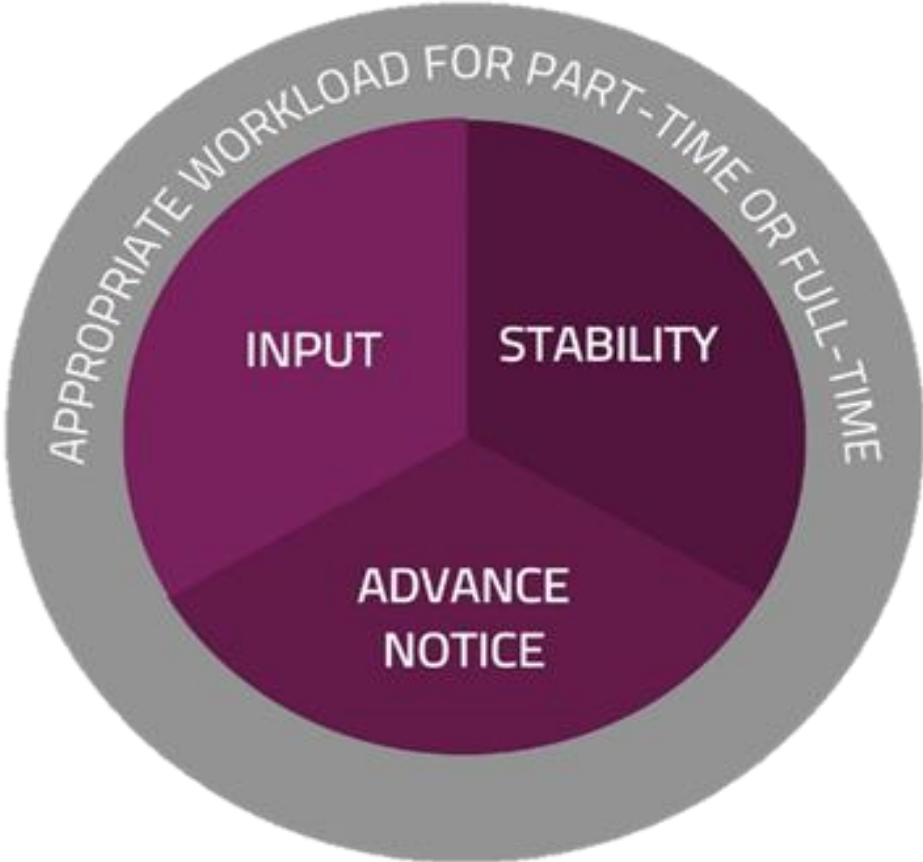 APPROPRIATE WORKLOAD FOR PART-TIME OR FULL-TIME
INPUT
STABILITY
ADVANCE
NOTICE